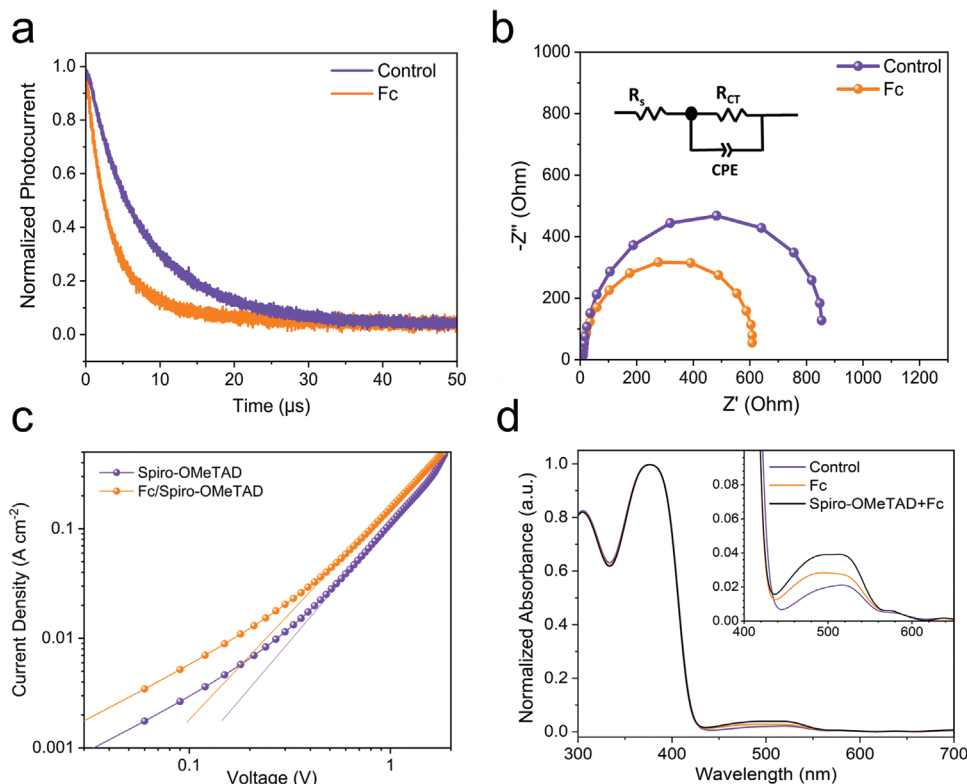 a
Normalized Photocurrent
1.0
0.8
0.6
0.4
0.2
0.0
Control
Fc
0
10
20
30
40
50
Time (µs)
b
-Z" (Ohm)
1000
800
600
400
200
0
Control
Fc
Rs
RCT
CPE
0
200
400
600
800
1000
1200
Z' (Ohm)
c
Current Density (A cm⁻²)
0.1
0.01
0.001
Spiro-OMeTAD
Fc/Spiro-OMeTAD
0.1
1
Voltage (V)
d
Normalized Absorbance (a.u.)
1.0
0.8
0.6
0.4
0.2
0.0
0.10
0.08
0.06
0.04
0.02
0.00
Control
Fc
Spiro-OMeTAD+Fc
400
500
600
300
400
500
600
700
Wavelength (nm)